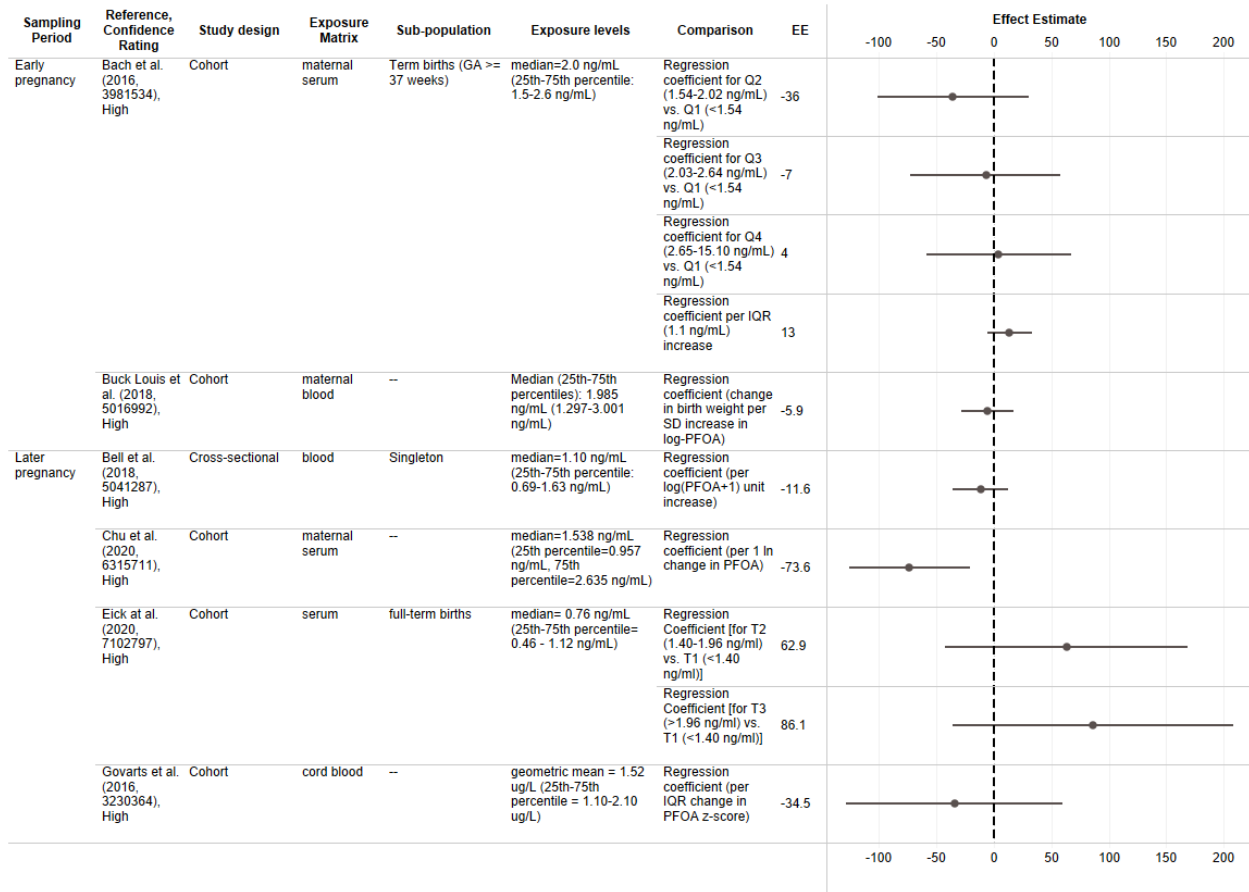 Sampling Period
Reference, Confidence Rating
Study design
Exposure Matrix
Sub-population
Exposure levels
Comparison
EE
Effect Estimate
-100 -50 0 50 100 150 200
Early
pregnancy
Bach et al.
(2016,
3981534),
High
Cohort
maternal
serum
Term births (GA >=
37 weeks)
median=2.0 ng/mL
(25th-75th percentile:
1.5-2.6 ng/mL)
Regression
coefficient for Q2
(1.54-2.02 ng/mL)
vs. Q1 (<1.54
ng/mL)
-36
Regression
coefficient for Q3
(2.03-2.64 ng/mL)
vs. Q1 (<1.54
ng/mL)
-7
Regression
coefficient for Q4
(2.65-15.10 ng/mL)
vs. Q1 (<1.54
ng/mL)
4
Regression
coefficient per IQR
(1.1 ng/mL)
increase
13
Buck Louis et
al. (2018,
5016992),
High
Cohort
maternal
blood
--
Median (25th-75th
percentiles): 1.985
ng/mL (1.297-3.001
ng/mL)
Regression
coefficient (change
in birth weight per
SD increase in
log-PFOA)
-5.9
Later
pregnancy
Bell et al.
(2018,
5041287),
High
Cross-sectional
blood
Singleton
median=1.10 ng/mL
(25th-75th percentile:
0.69-1.63 ng/mL)
Regression
coefficient (per
log(PFOA+1) unit
increase)
-11.6
Chu et al.
(2020,
6315711),
High
Cohort
maternal
serum
--
median=1.538 ng/mL
(25th percentile=0.957
ng/mL, 75th
percentile=2.635 ng/mL)
Regression
coefficient (per 1 ln
change in PFOA)
-73.6
Eick at al.
(2020,
7102797),
High
Cohort
serum
full-term births
median= 0.76 ng/mL
(25th-75th percentile=
0.46 - 1.12 ng/mL)
Regression
Coefficient [for T2
(1.40-1.96 ng/ml)
vs. T1 (<1.40
ng/ml)]
62.9
Regression
Coefficient [for T3
(>1.96 ng/ml) vs.
T1 (<1.40 ng/ml)]
86.1
Govarts et al.
(2016,
3230364),
High
Cohort
cord blood
--
geometric mean = 1.52
ug/L (25th-75th
percentile = 1.10-2.10
ug/L)
Regression
coefficient (per
IQR change in
PFOA z-score)
-34.5
-100 -50 0 50 100 150 200